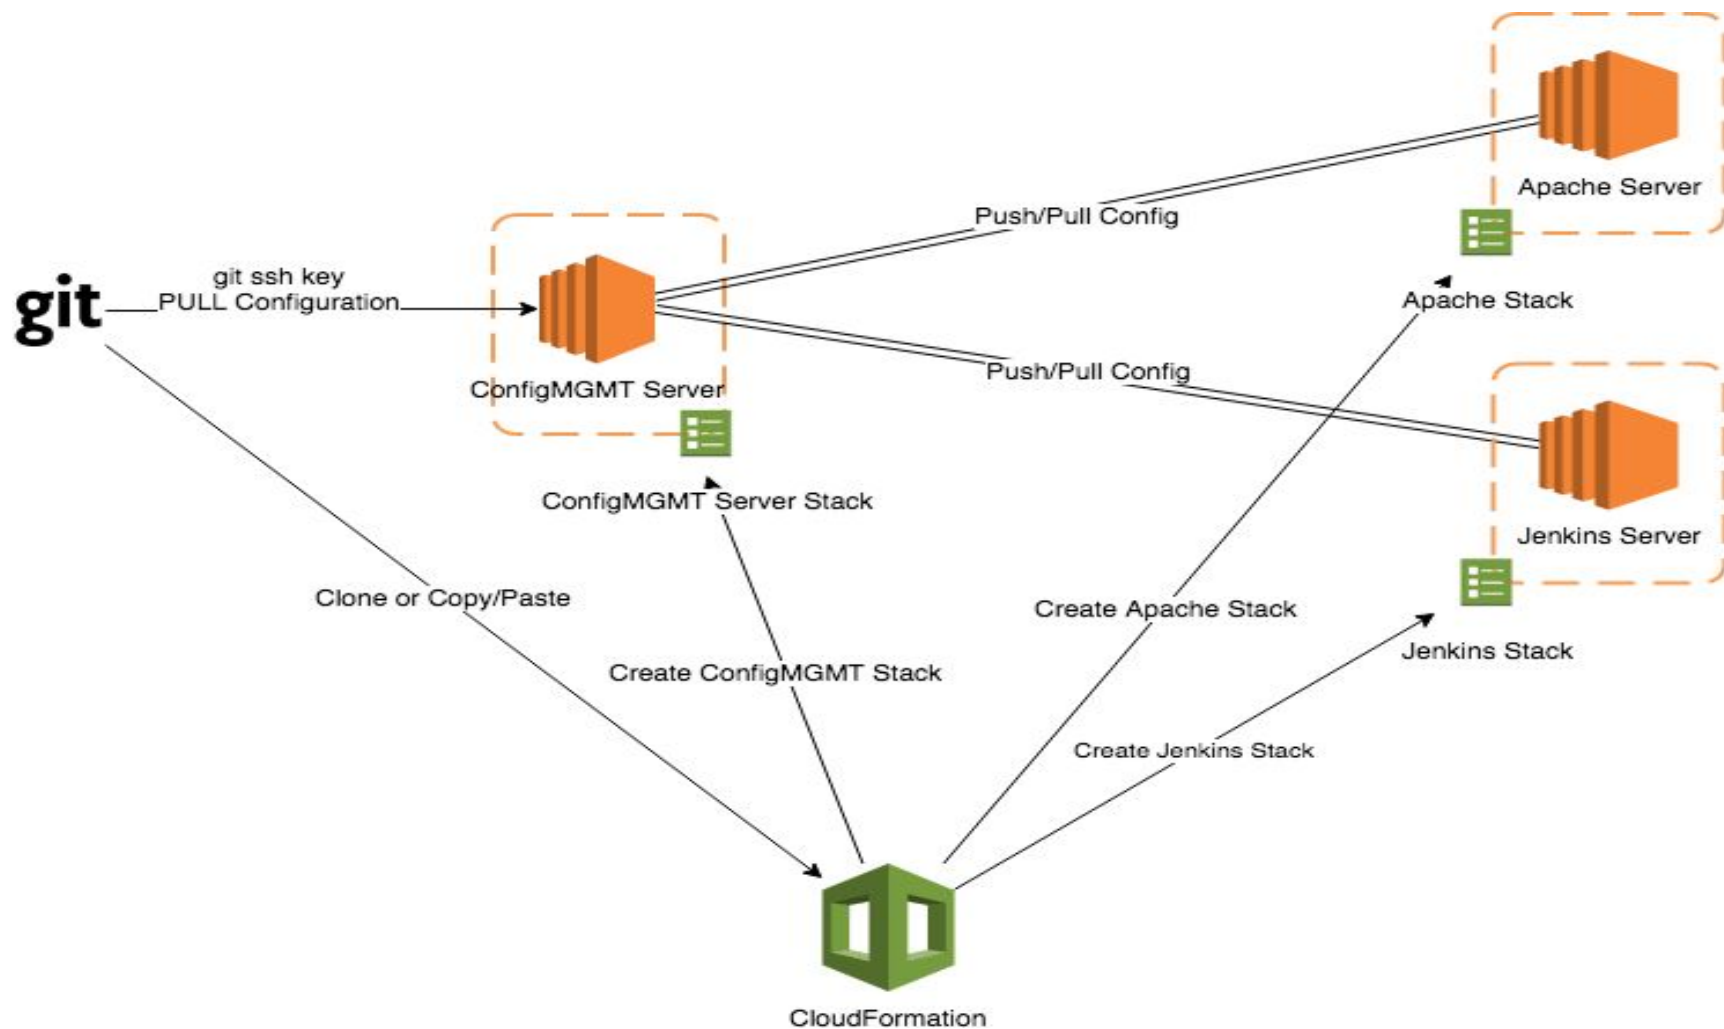 Apache Server
Push/Pull Config
git ssh key
PULL Configuration
git
Apache Stack
Push/Pull Config
ConfigMGMT Server
ConfigMGMT Server Stack
Jenkins Server
Clone or Copy/Paste
Create Apache Stack
Jenkins Stack
Create ConfigMGMT Stack
Create Jenkins Stack
CloudFormation